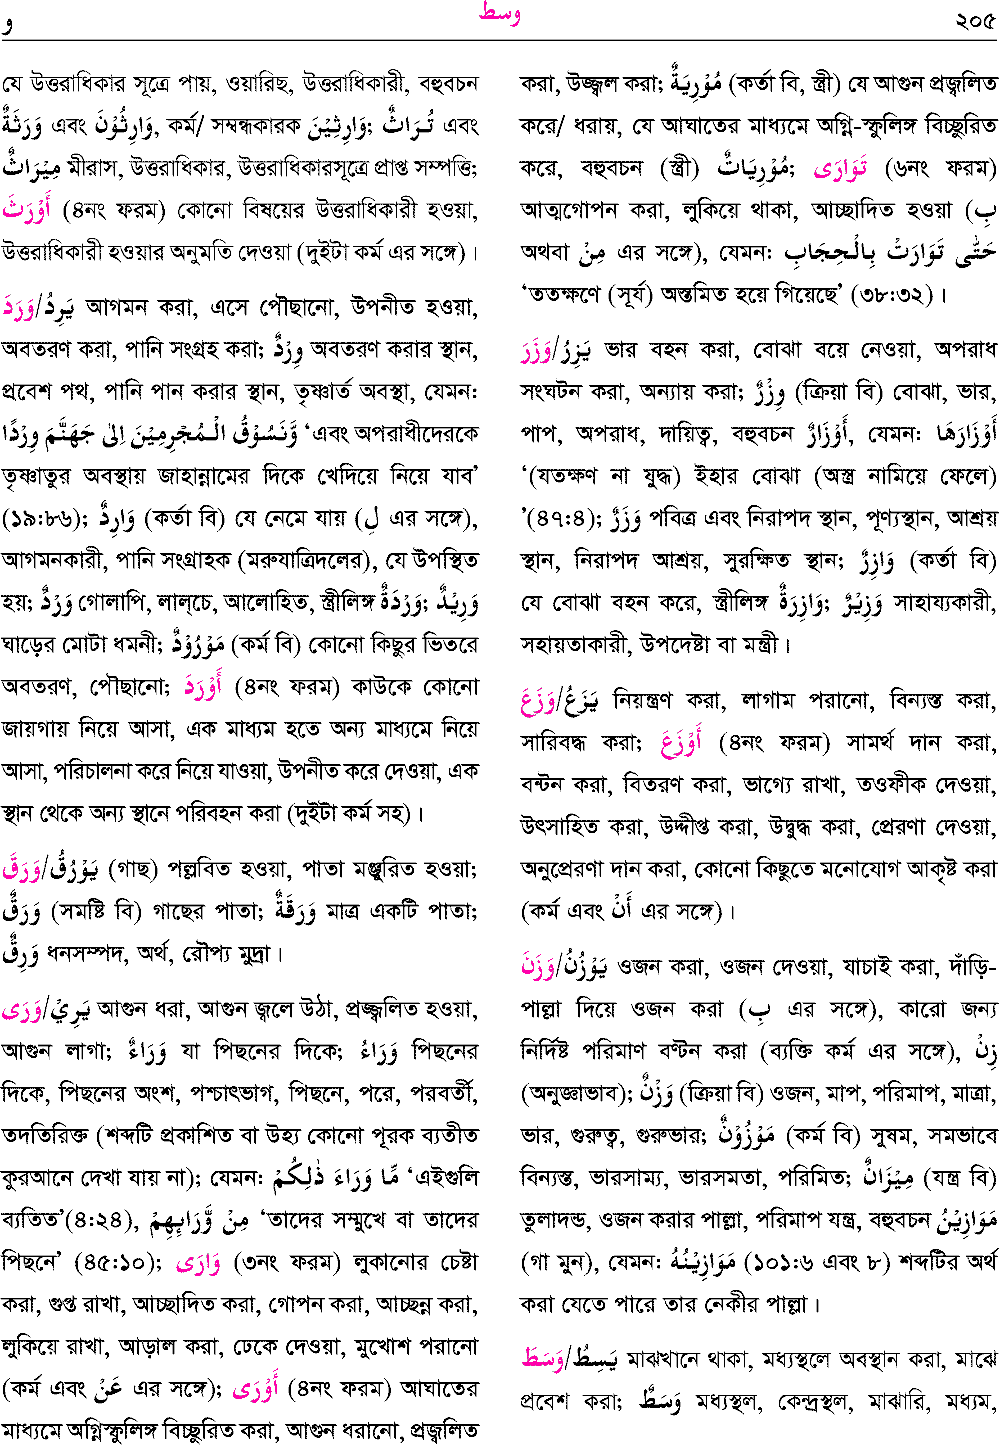 و
وسط
২০৫
যে উত্তরাধিকার সূত্রে পায়, ওয়ারিছ, উত্তরাধিকারী, বহুবচন
وَرَثَةٌ এবং وَارِثُوْنَ, কর্ম/ সম্বন্ধকারক وَارِثِيْنَ; تُرَاثٌ এবং
مِيْرَاثٌ মীরাস, উত্তরাধিকার, উত্তরাধিকারসূত্রে প্রাপ্ত সম্পত্তি;
أَوْرَثَ (৪নং ফরম) কোনো বিষয়ের উত্তরাধিকারী হওয়া,
উত্তরাধিকারী হওয়ার অনুমতি দেওয়া (দুইটা কর্ম এর সঙ্গে)।
وَرَدَ/يَرِدُ আগমন করা, এসে পৌছানো, উপনীত হওয়া,
অবতরণ করা, পানি সংগ্রহ করা; وِرْدٌ অবতরণ করার স্থান,
প্রবেশ পথ, পানি পান করার স্থান, তৃষ্ণার্ত অবস্থা, যেমন:
وَّنَسُوْقُ الْمُجْرِمِيْنَ اِلٰى جَهَنَّمَ وِرْدًا ‘এবং অপরাধীদেরকে
তৃষ্ণাতুর অবস্থায় জাহান্নামের দিকে খেদিয়ে নিয়ে যাব’
(১৯:৮৬); وَارِدٌ (কর্তা বি) যে নেমে যায় (لِ এর সঙ্গে),
আগমনকারী, পানি সংগ্রাহক (মরুযাত্রিদলের), যে উপস্থিত
হয়; وَرْدٌ গোলাপি, লাল্‌চে, আলোহিত, স্ত্রীলিঙ্গ وَرْدَةٌ; وَرِيْدٌ
ঘাড়ের মোটা ধমনী; مَوْرُوْدٌ (কর্ম বি) কোনো কিছুর ভিতরে
অবতরণ, পৌছানো; أَوْرَدَ (৪নং ফরম) কাউকে কোনো
জায়গায় নিয়ে আসা, এক মাধ্যম হতে অন্য মাধ্যমে নিয়ে
আসা, পরিচালনা করে নিয়ে যাওয়া, উপনীত করে দেওয়া, এক
স্থান থেকে অন্য স্থানে পরিবহন করা (দুইটা কর্ম সহ)।
وَرَقَ/يَوْرُقُ (গাছ) পল্লবিত হওয়া, পাতা মঞ্জুরিত হওয়া;
وَرَقٌ (সমষ্টি বি) গাছের পাতা; وَرَقَةٌ মাত্র একটি পাতা;
وَرِقٌ ধনসম্পদ, অর্থ, রৌপ্য মুদ্রা।
وَرَى/يَرِيْ আগুন ধরা, আগুন জ্বলে উঠা, প্রজ্জ্বলিত হওয়া,
আগুন লাগা; وَرَاءٌ যা পিছনের দিকে; وَرَاءُ পিছনের
দিকে, পিছনের অংশ, পশ্চাৎভাগ, পিছনে, পরে, পরবর্তী,
তদতিরিক্ত (শব্দটি প্রকাশিত বা উহ্য কোনো পূরক ব্যতীত
কুরআনে দেখা যায় না); যেমন: مَّا وَرَاءَ ذٰلِكُمْ ‘এইগুলি
ব্যতিত’(৪:২৪), مِنْ وَّرَآئِهِمْ ‘তাদের সম্মুখে বা তাদের
পিছনে’ (৪৫:১০); وَارَى (৩নং ফরম) লুকানোর চেষ্টা
করা, গুপ্ত রাখা, আচ্ছাদিত করা, গোপন করা, আচ্ছন্ন করা,
লুকিয়ে রাখা, আড়াল করা, ঢেকে দেওয়া, মুখোশ পরানো
(কর্ম এবং عَنْ এর সঙ্গে); أَوْرَى (৪নং ফরম) আঘাতের
মাধ্যমে অগ্নিস্ফুলিঙ্গ বিচ্ছুরিত করা, আগুন ধরানো, প্রজ্বলিত
করা, উজ্জ্বল করা; مُوْرِيَةٌ (কর্তা বি, স্ত্রী) যে আগুন প্রজ্বলিত
করে/ ধরায়, যে আঘাতের মাধ্যমে অগ্নি-স্ফুলিঙ্গ বিচ্ছুরিত
করে, বহুবচন (স্ত্রী) مُوْرِيَاتٌ; تَوَارَى (৬নং ফরম)
আত্মগোপন করা, লুকিয়ে থাকা, আচ্ছাদিত হওয়া (بِ
অথবা مِنْ এর সঙ্গে), যেমন: حَتّٰى تَوَارَتْ بِالْحِجَابِ
‘ততক্ষণে (সূর্য) অস্তমিত হয়ে গিয়েছে’ (৩৮:৩২)।
وَزَرَ/يَزِرُ ভার বহন করা, বোঝা বয়ে নেওয়া, অপরাধ
সংঘটন করা, অন্যায় করা; وِزْرٌ (ক্রিয়া বি) বোঝা, ভার,
পাপ, অপরাধ, দায়িত্ব, বহুবচন أَوْزَارٌ, যেমন: أَوْزَارَهَا
‘(যতক্ষণ না যুদ্ধ) ইহার বোঝা (অস্ত্র নামিয়ে ফেলে)
’(৪৭:৪); وَزَرٌ পবিত্র এবং নিরাপদ স্থান, পূণ্যস্থান, আশ্রয়
স্থান, নিরাপদ আশ্রয়, সুরক্ষিত স্থান; وَازِرٌ (কর্তা বি)
যে বোঝা বহন করে, স্ত্রীলিঙ্গ وَازِرَةٌ; وَزِيْرٌ সাহায্যকারী,
সহায়তাকারী, উপদেষ্টা বা মন্ত্রী।
وَزَعَ/يَزَعُ নিয়ন্ত্রণ করা, লাগাম পরানো, বিন্যস্ত করা,
সারিবদ্ধ করা; أَوْزَعَ (৪নং ফরম) সামর্থ দান করা,
বন্টন করা, বিতরণ করা, ভাগ্যে রাখা, তওফীক দেওয়া,
উৎসাহিত করা, উদ্দীপ্ত করা, উদ্বুদ্ধ করা, প্রেরণা দেওয়া,
অনুপ্রেরণা দান করা, কোনো কিছুতে মনোযোগ আকৃষ্ট করা
(কর্ম এবং أَنْ এর সঙ্গে)।
وَزَنَ/يَوْزُنُ ওজন করা, ওজন দেওয়া, যাচাই করা, দাঁড়ি-
পাল্লা দিয়ে ওজন করা (بِ এর সঙ্গে), কারো জন্য
নির্দিষ্ট পরিমাণ বণ্টন করা (ব্যক্তি কর্ম এর সঙ্গে), زِنْ
(অনুজ্ঞাভাব); وَزْنٌ (ক্রিয়া বি) ওজন, মাপ, পরিমাপ, মাত্রা,
ভার, গুরুত্ব, গুরুভার; مَوْزُوْنٌ (কর্ম বি) সুষম, সমভাবে
বিন্যস্ত, ভারসাম্য, ভারসমতা, পরিমিত; مِيْزَانٌ (যন্ত্র বি)
তুলাদন্ড, ওজন করার পাল্লা, পরিমাপ যন্ত্র, বহুবচন مَوَازِيْنُ
(গা মুন), যেমন: مَوَازِيْنُهٗ (১০১:৬ এবং ৮) শব্দটির অর্থ
করা যেতে পারে তার নেকীর পাল্লা।
وَسَطَ/يَسِطُ মাঝখানে থাকা, মধ্যস্থলে অবস্থান করা, মাঝে
প্রবেশ করা; وَسَطٌ মধ্যস্থল, কেন্দ্রস্থল, মাঝারি, মধ্যম,